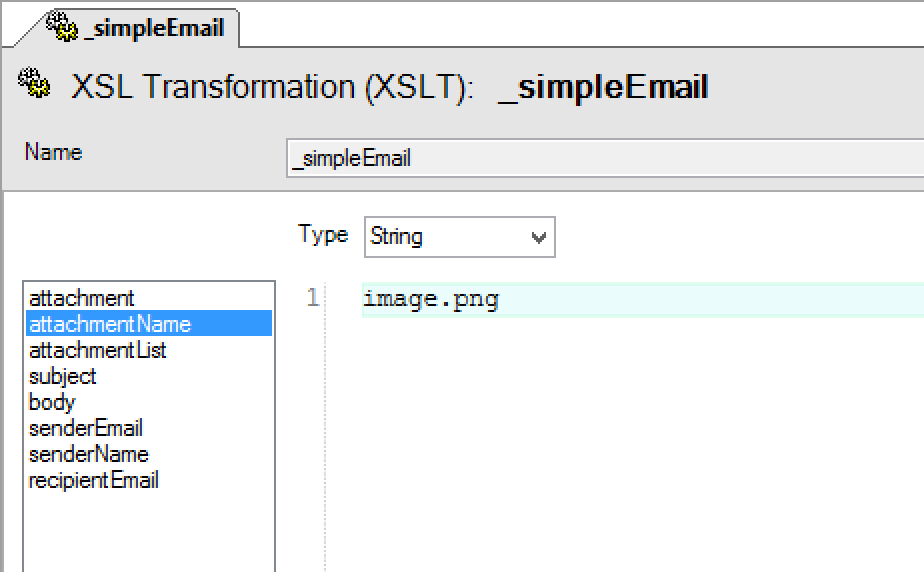 _simpleEmail
XSL Transformation (XSLT): _simpleEmail
Name _simpleEmail
Type String
attachment
attachmentName
attachmentList
subject
body
senderEmail
senderName
recipientEmail
1 image.png